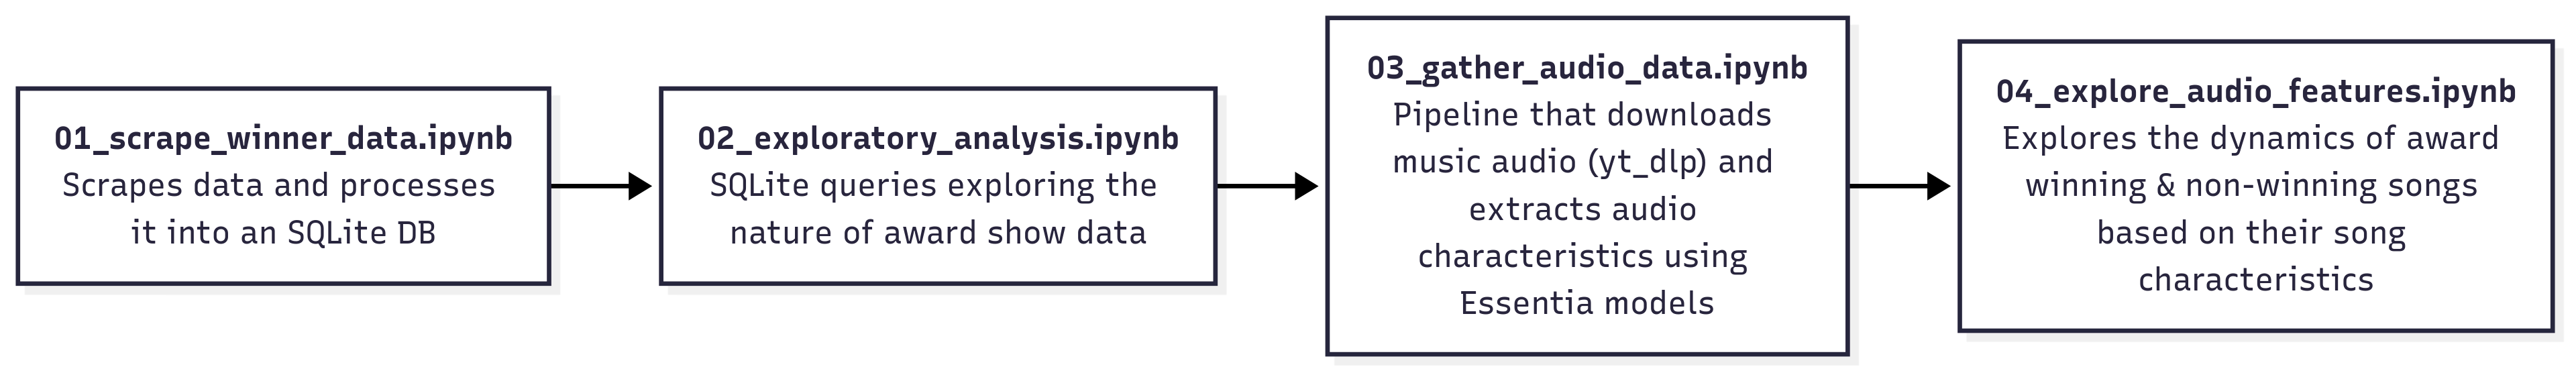 01_scrape_winner_data.ipynb
Scrapes data and processes
it into an SQLite DB
02_exploratory_analysis.ipynb
SQLite queries exploring the
nature of award show data
03_gather_audio_data.ipynb
Pipeline that downloads
music audio (yt_dlp) and
extracts audio
characteristics using
Essentia models
04_explore_audio_features.ipynb
Explores the dynamics of award
winning & non-winning songs
based on their song
characteristics